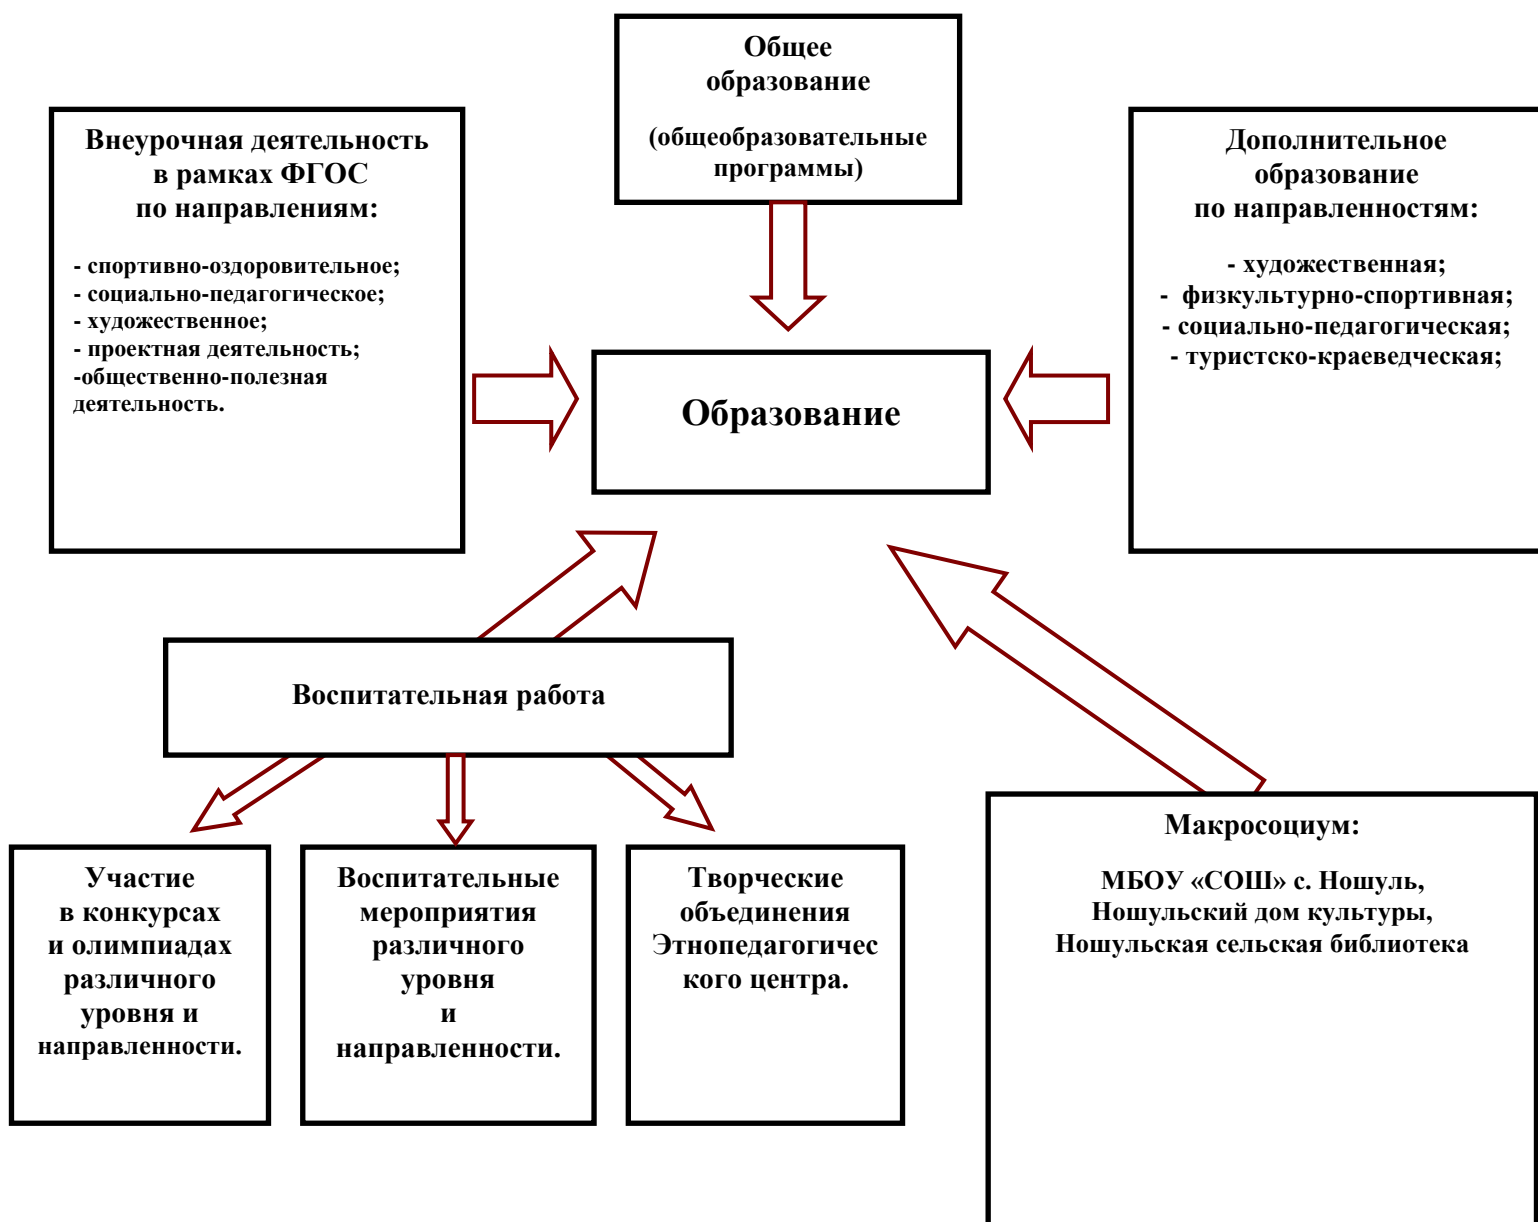 Общее
образование
(общеобразовательные
программы)
Внеурочная деятельность
в рамках ФГОС
по направлениям:
- спортивно-оздоровительное;
- социально-педагогическое;
- художественное;
- проектная деятельность;
-общественно-полезная
деятельность.
Дополнительное
образование
по направленностям:
- художественная;
- физкультурно-спортивная;
- социально-педагогическая;
- туристско-краеведческая;
Образование
Воспитательная работа
Участие
в конкурсах
и олимпиадах
различного
уровня и
направленности.
Воспитательные
мероприятия
различного
уровня
и
направленности.
Творческие
объединения
Этнопедагогичес
кого центра.
Макросоциум:
МБОУ «СОШ» с. Ношуль,
Ношульский дом культуры,
Ношульская сельская библиотека